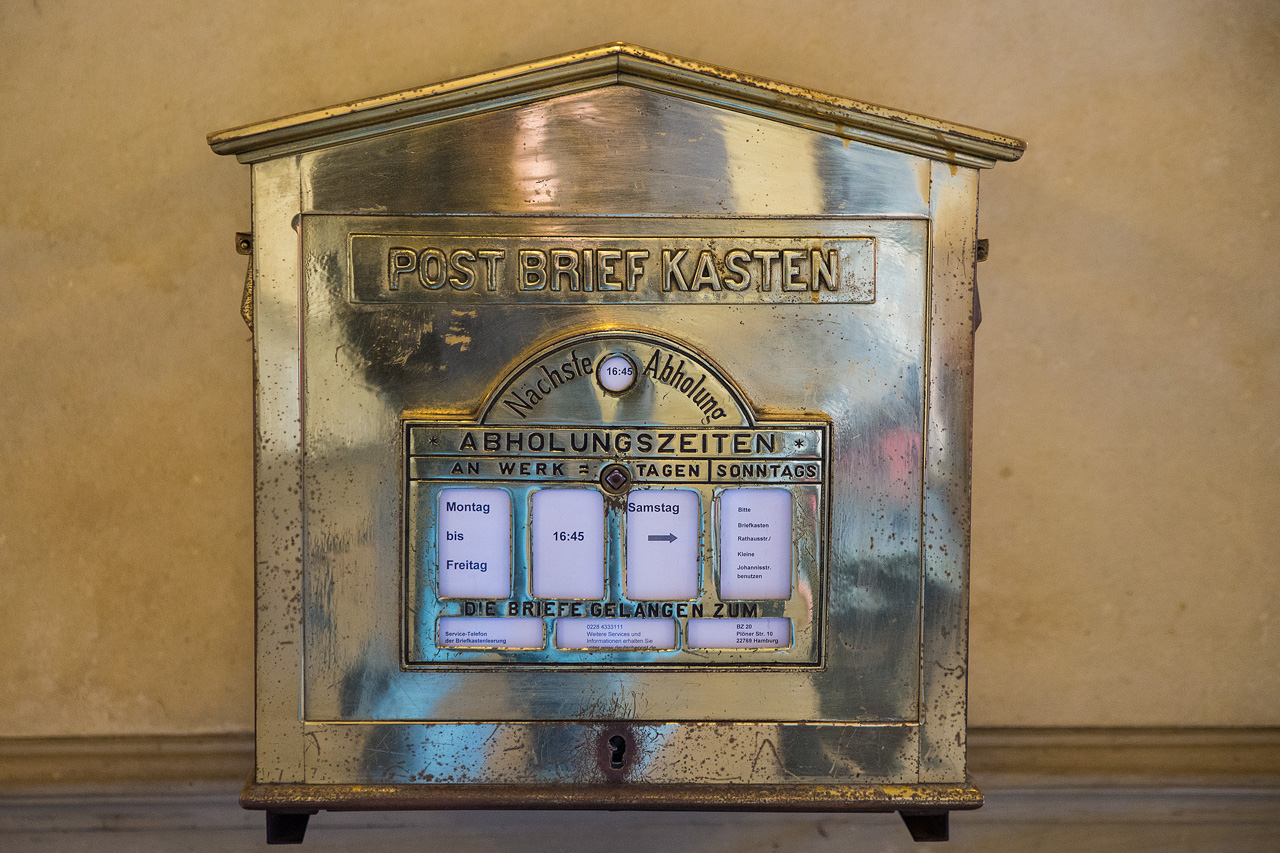 POST BRIEF KASTEN
Nächste 16:45 Abholung
* ABHOLUNGSZEITEN *
AN WERK = TAGEN SONNTAGS
Montag
bis
Freitag
16:45
Samstag
Bitte
Briefkasten
Rathausstr./
Kleine
Johannisstr.
benutzen
DIE BRIEFE GELANGEN ZUM
Service-Telefon
der Briefkastenleerung
0228 4333111
Weitere Services und
Informationen erhalten Sie
BZ 20
Plöner Str. 10
22769 Hamburg